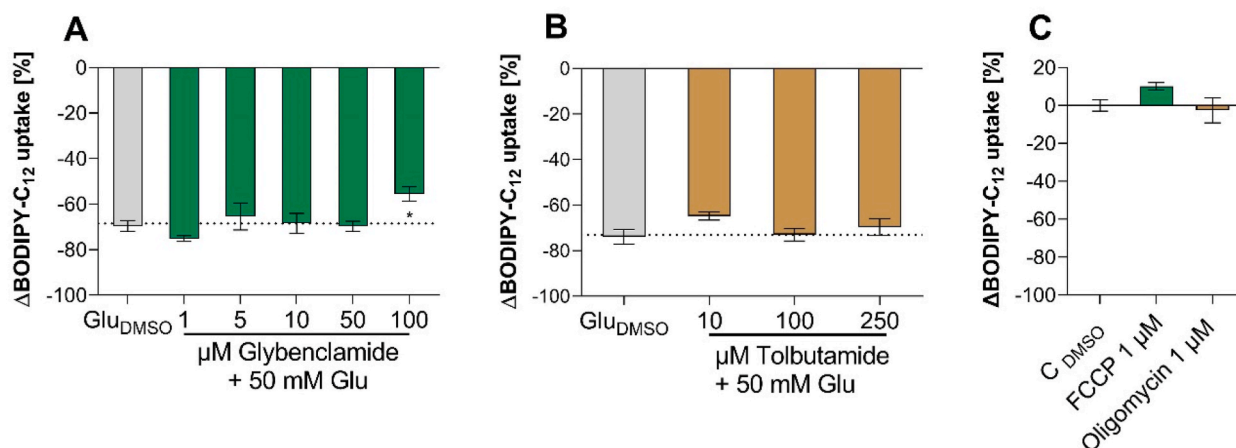 A
ΔBODIPY-C12 uptake [%]
0
-20
-40
-60
-80
-100
*
GluDMSO 1 5 10 50 100
µM Glybenclamide
+ 50 mM Glu
B
ΔBODIPY-C12 uptake [%]
0
-20
-40
-60
-80
-100
GluDMSO 10 100 250
µM Tolbutamide
+ 50 mM Glu
C
ΔBODIPY-C12 uptake [%]
20
0
-20
-40
-60
-80
-100
C DMSO
FCCP 1 µM
Oligomycin 1 µM